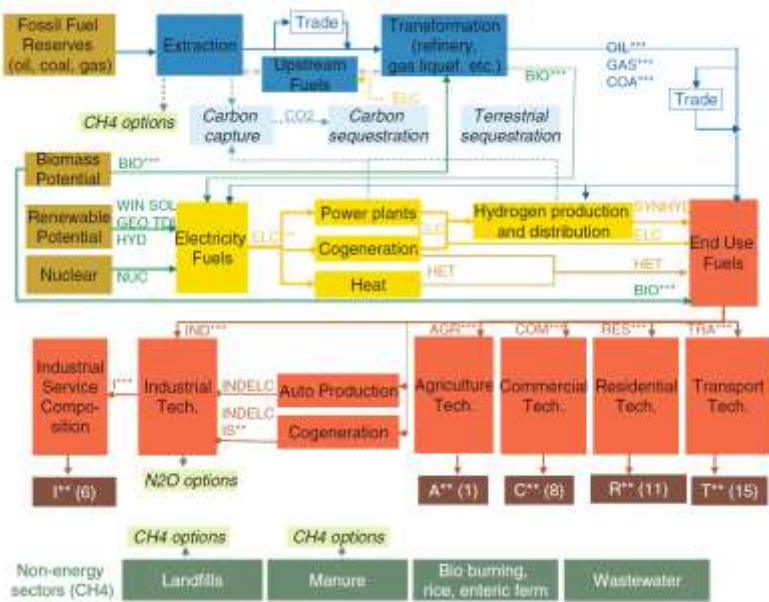 Fossil Fuel
Reserves
(oil, coal, gas)
Extraction
Trade
Transformation
(refinery,
gas liquef, etc.)
Upstream
Fuels
OIL***
GAS***
COA***
BIO***
ELC
Trade
CH4 options
Carbon
capture
CO2
Carbon
sequestration
Terrestrial
sequestration
Biomass
Potential
BIO***
Renewable
Potential
WIN SOL
GEO TDL
HYD
Nuclear
NUC
Electricity
Fuels
ELC***
Power plants
Cogeneration
Heat
ELC
HET
Hydrogen production
and distribution
SYNHYD
ELC
HET
BIO***
End Use
Fuels
IND***
AGR***
COM***
RES***
TRA***
Industrial
Service
Compo-
sition
I***
Industrial
Tech.
INDELC
Auto Production
INDELC
IS**
Cogeneration
Agriculture
Tech.
Commercial
Tech.
Residential
Tech.
Transport
Tech.
I** (6)
N2O options
A** (1)
C** (8)
R** (11)
T** (15)
CH4 options
CH4 options
Non-energy
sectors (CH4)
Landfills
Manure
Bio burning,
rice, enteric ferm
Wastewater